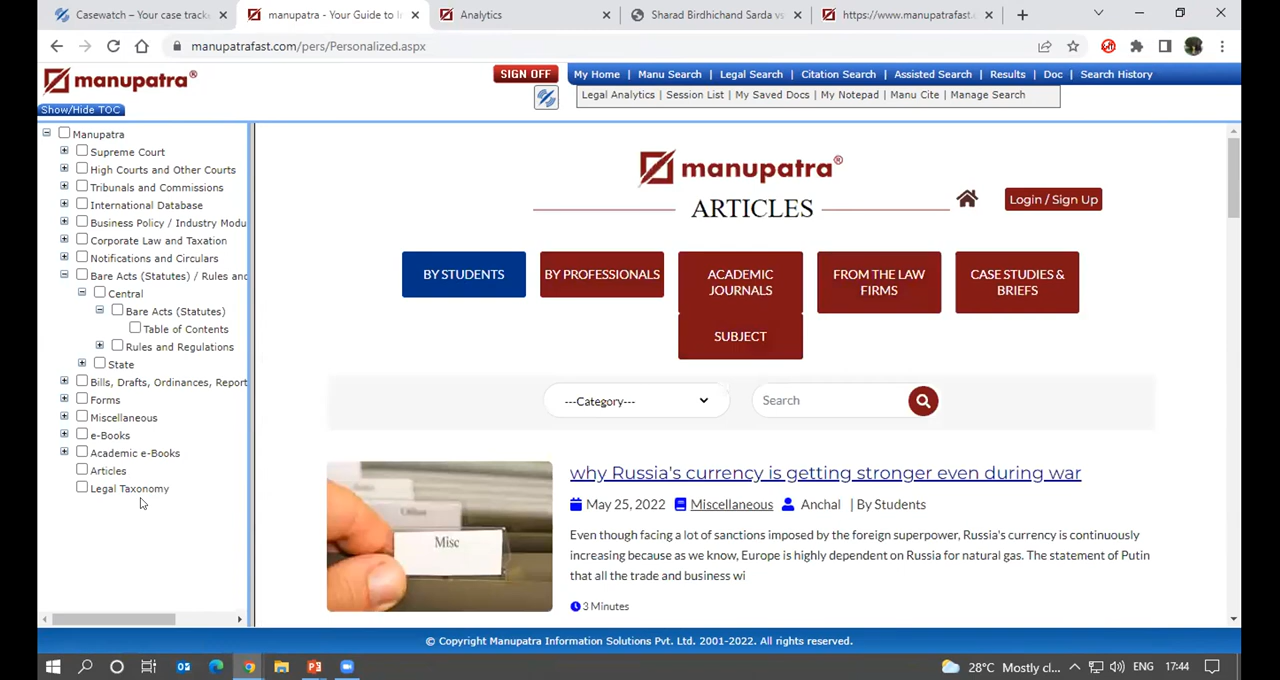 Casewatch – Your case track
manupatra - Your Guide to I
Analytics
Sharad Birdhichand Sarda vs
https://www.manupatrafast.
manupatrafast.com/pers/Personalized.aspx
manupatra®
SIGN OFF
My Home | Manu Search | Legal Search | Citation Search | Assisted Search | Results | Doc | Search History
Legal Analytics | Session List | My Saved Docs | My Notepad | Manu Cite | Manage Search
Show/Hide TOC
Manupatra
Supreme Court
High Courts and Other Courts
Tribunals and Commissions
International Database
Business Policy / Industry Modu
Corporate Law and Taxation
Notifications and Circulars
Bare Acts (Statutes) / Rules and
Central
Bare Acts (Statutes)
Table of Contents
Rules and Regulations
State
Bills, Drafts, Ordinances, Report
Forms
Miscellaneous
e-Books
Academic e-Books
Articles
Legal Taxonomy
manupatra®
ARTICLES
Login / Sign Up
BY STUDENTS
BY PROFESSIONALS
ACADEMIC
JOURNALS
FROM THE LAW
FIRMS
CASE STUDIES &
BRIEFS
SUBJECT
---Category---
Search
Misc
why Russia's currency is getting stronger even during war
May 25, 2022 Miscellaneous Anchal | By Students
Even though facing a lot of sanctions imposed by the foreign superpower, Russia's currency is continuously
increasing because as we know, Europe is highly dependent on Russia for natural gas. The statement of Putin
that all the trade and business wi
3 Minutes
© Copyright Manupatra Information Solutions Pvt. Ltd. 2001-2022. All rights reserved.
28°C Mostly cl... ENG 17:44